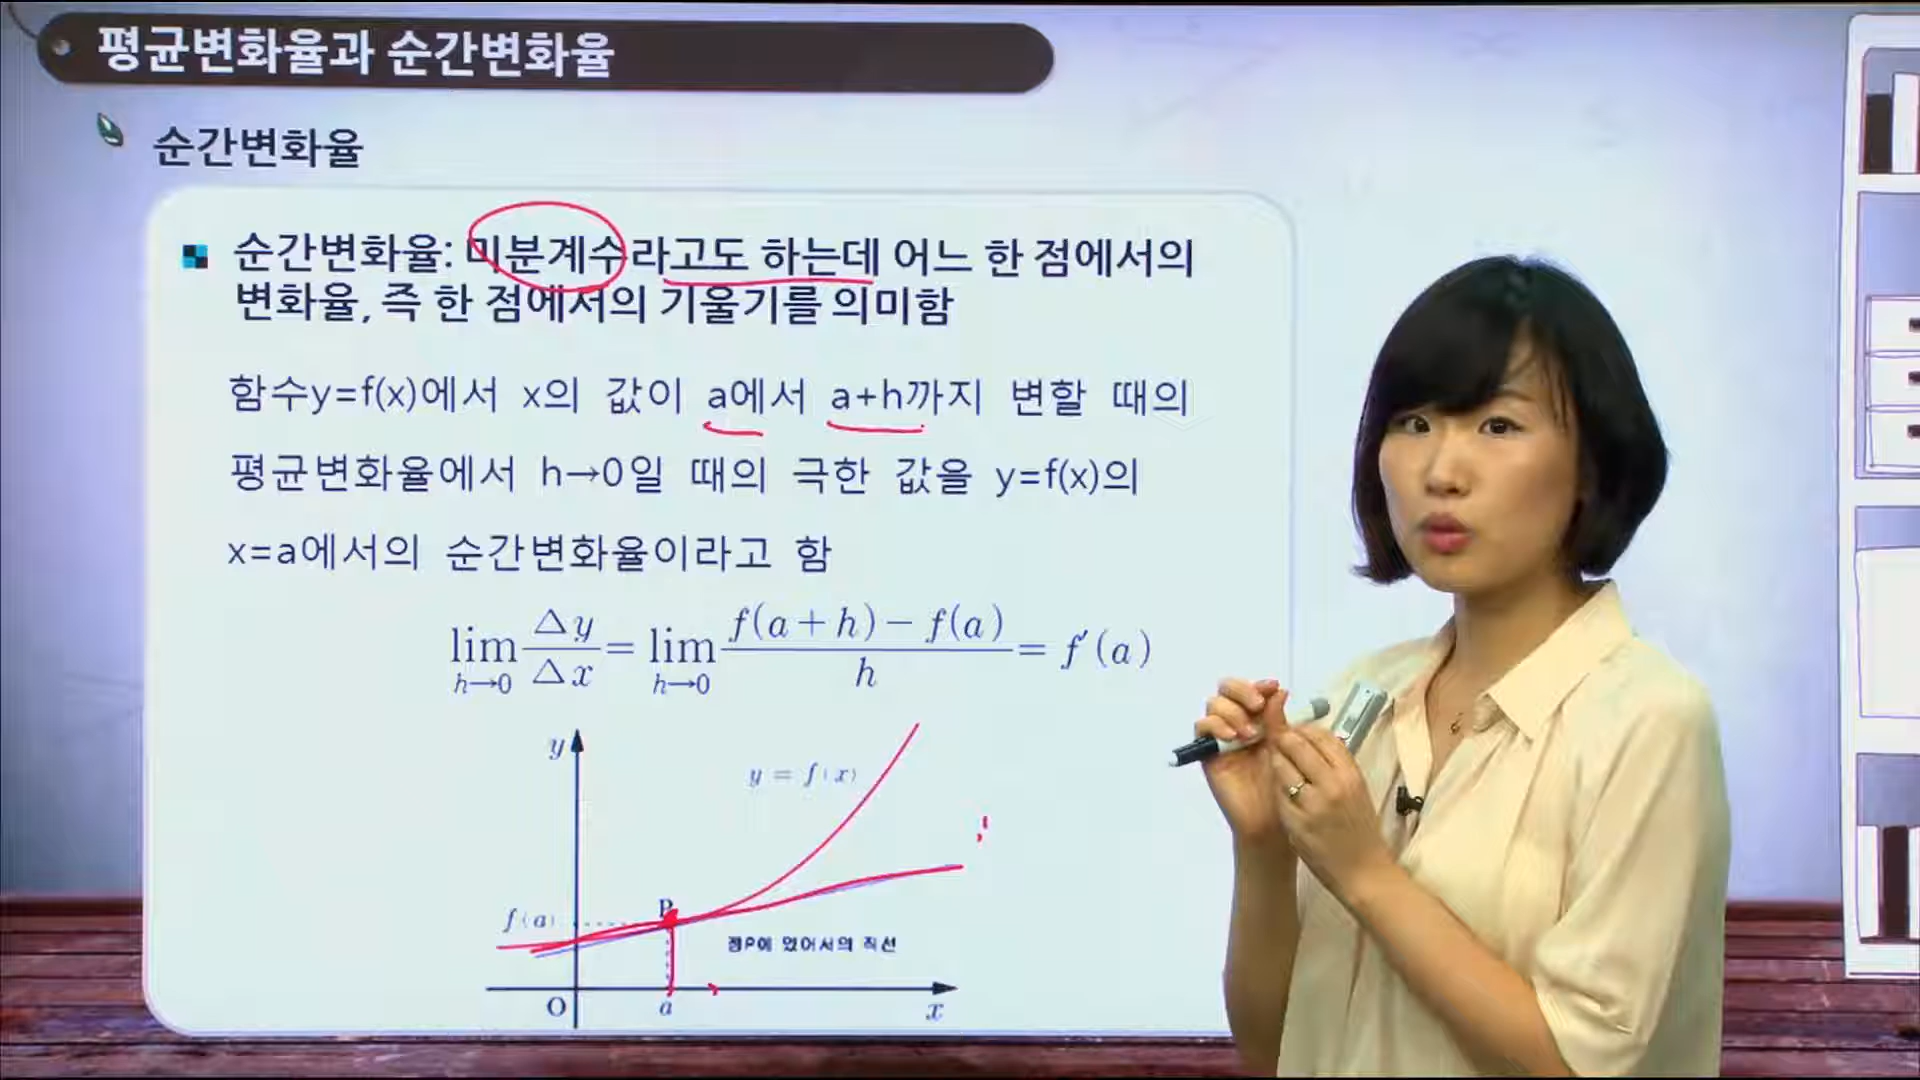 평균변화율과 순간변화율
순간변화율
순간변화율: 미분계수라고도 하는데 어느 한 점에서의
변화율, 즉 한 점에서의 기울기를 의미함
함수y=f(x)에서 x의 값이 a에서 a+h까지 변할 때의
평균변화율에서 h→0일 때의 극한 값을 y=f(x)의
x=a에서의 순간변화율이라고 함
lim_{h→0} Δy/Δx = lim_{h→0} (f(a+h)-f(a))/h = f'(a)
y
y = f(x)
f(a)
P
점P에 있어서의 직선
O
a
x